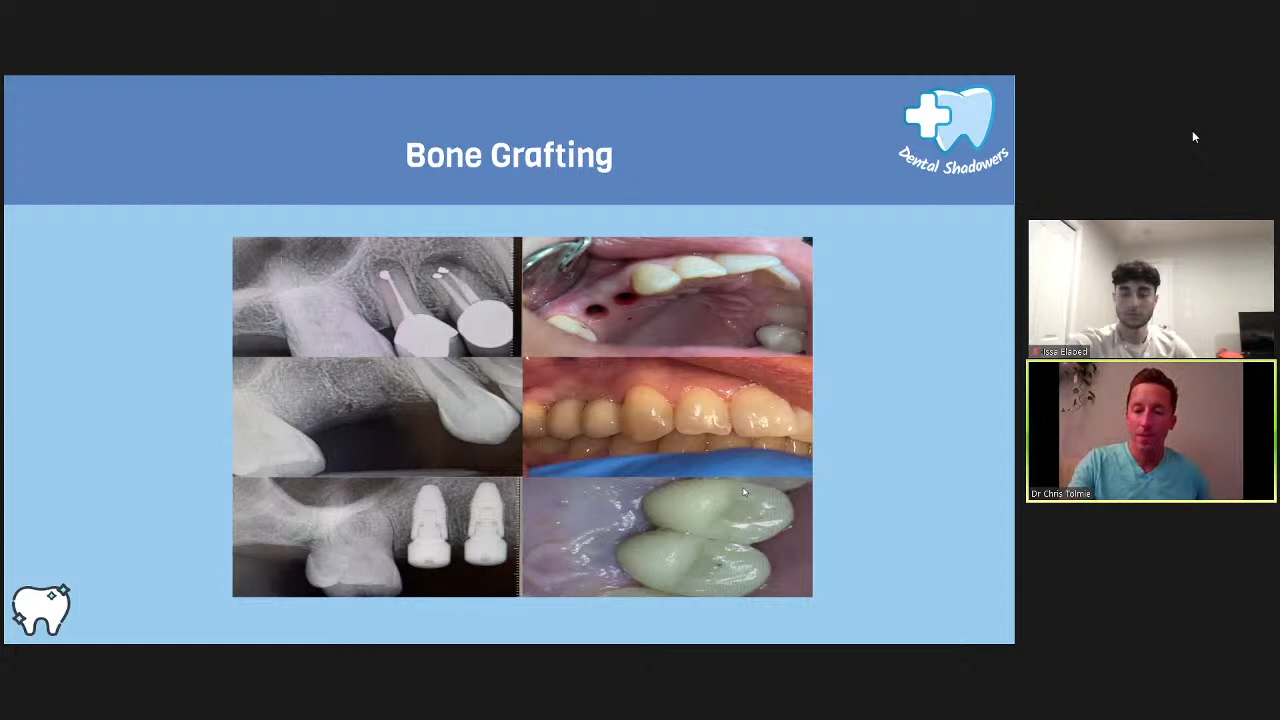 Bone Grafting
Dental Shadowers
Issa Elabed
Dr Chris Tolmie